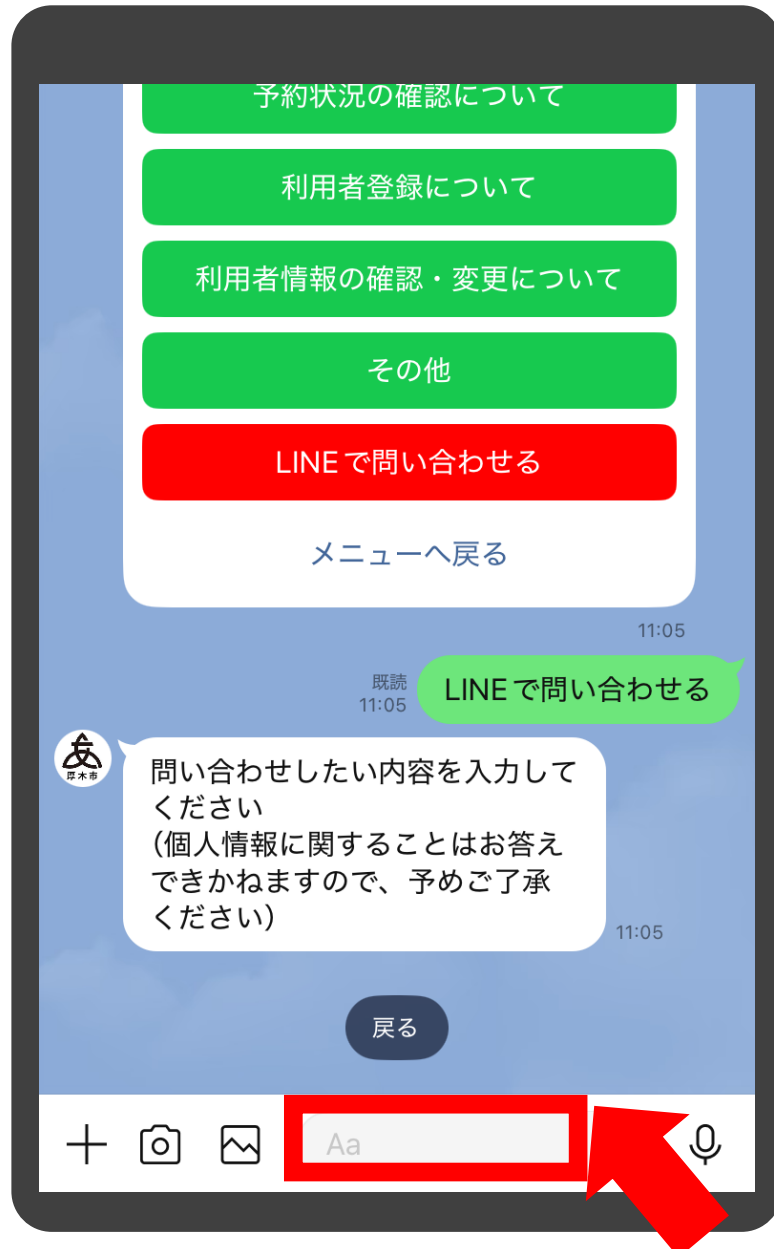 予約状況の確認について
利用者登録について
利用者情報の確認・変更について
その他
LINEで問い合わせる
メニューへ戻る
11:05
既読
11:05
LINEで問い合わせる
厚木市
問い合わせしたい内容を入力して
ください
（個人情報に関することはお答え
できかねますので、予めご了承
ください）
11:05
戻る
Aa